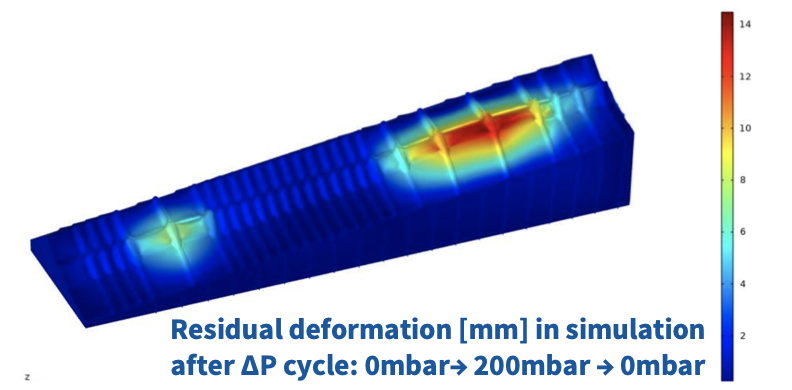 14
12
10
8
6
4
2
Residual deformation [mm] in simulation
after ΔP cycle: 0mbar→ 200mbar → 0mbar
z